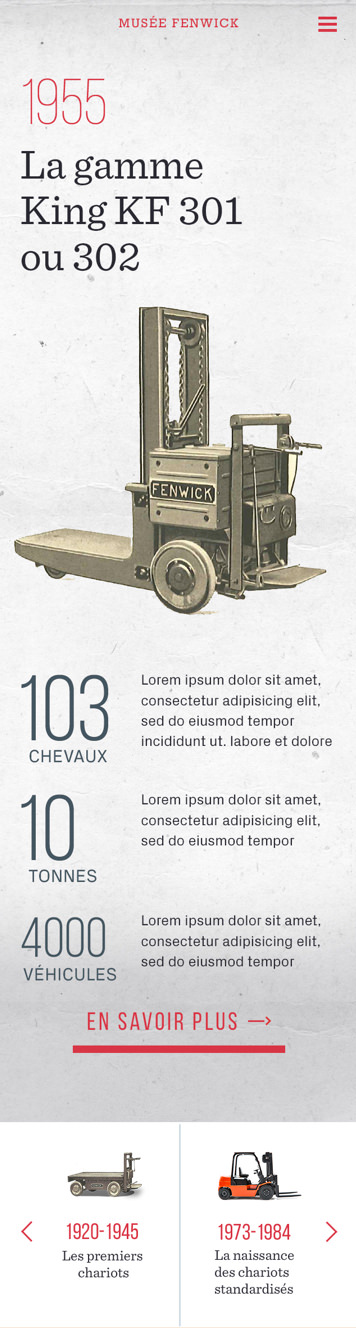 MUSÉE FENWICK
1955
La gamme
King KF 301
ou 302
FENWICK
103
CHEVAUX
Lorem ipsum dolor sit amet,
consectetur adipisicing elit,
sed do eiusmod tempor
incididunt ut. labore et dolore
10
TONNES
Lorem ipsum dolor sit amet,
consectetur adipisicing elit,
sed do eiusmod tempor
4000
VÉHICULES
Lorem ipsum dolor sit amet,
consectetur adipisicing elit,
sed do eiusmod tempor
EN SAVOIR PLUS
1920-1945
Les premiers
chariots
1973-1984
La naissance
des chariots
standardisés